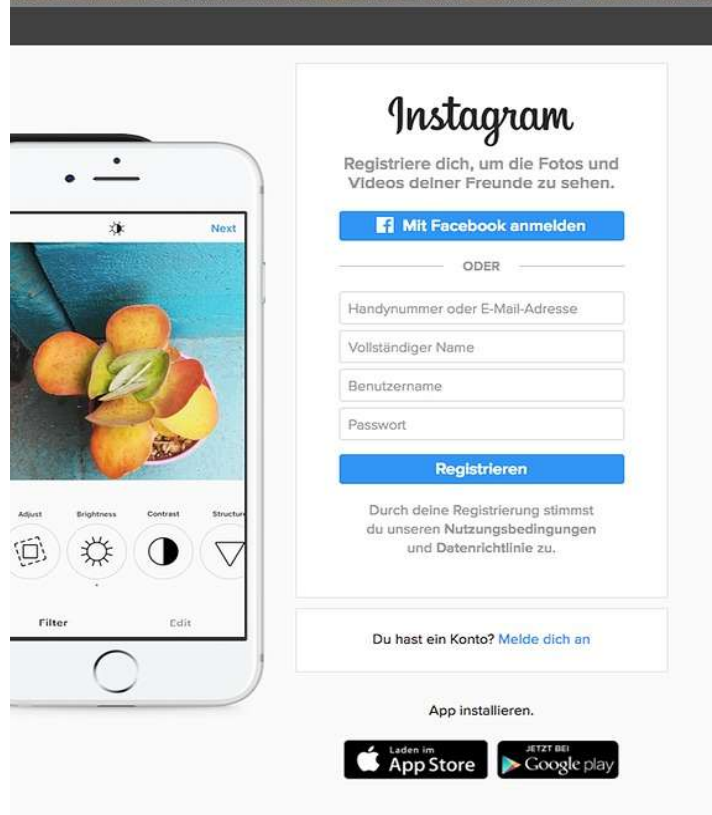 Instagram
Registriere dich, um die Fotos und
Videos deiner Freunde zu sehen.
Mit Facebook anmelden
ODER
Handynummer oder E-Mail-Adresse
Vollständiger Name
Benutzername
Passwort
Registrieren
Durch deine Registrierung stimmst
du unseren Nutzungsbedingungen
und Datenrichtlinie zu.
Du hast ein Konto? Melde dich an
App installieren.
Laden im
App Store
JETZT BEI
Google play
Next
Adjust Brightness Contrast Structure
Filter Edit